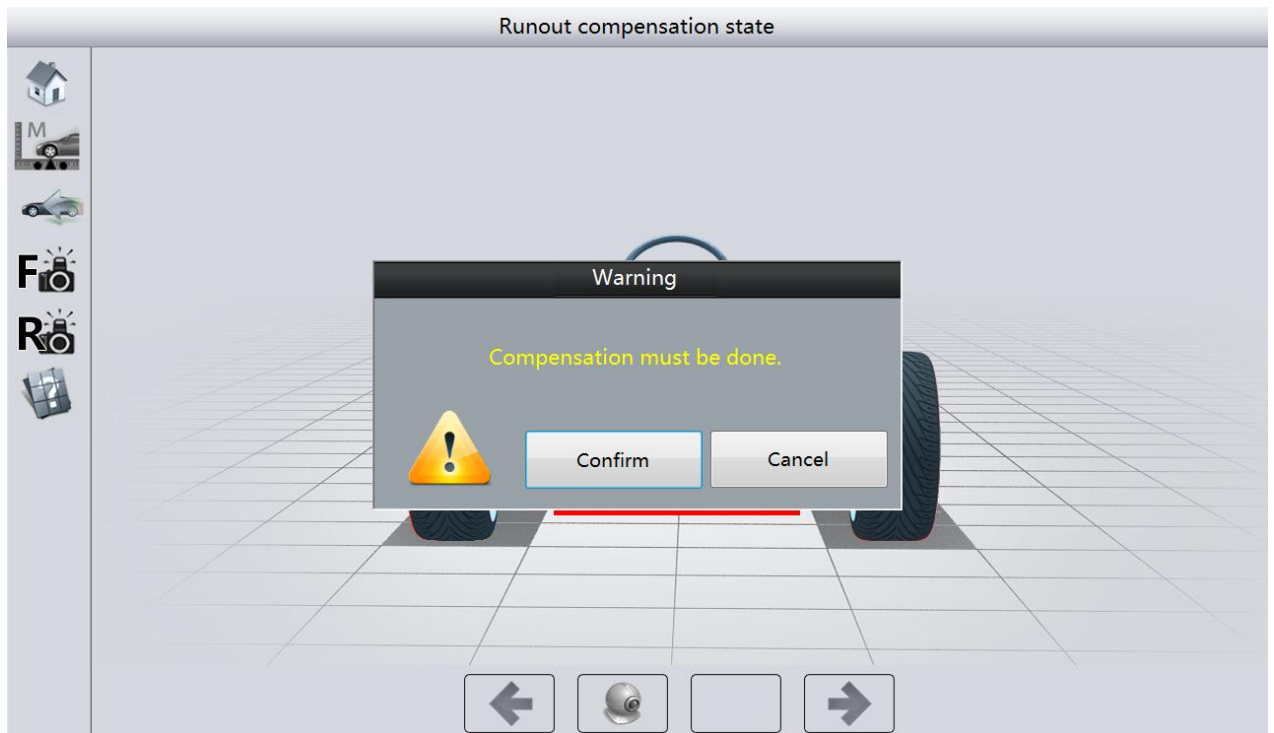 Runout compensation state
M
F
R
?
Warning
Compensation must be done.
!
Confirm
Cancel